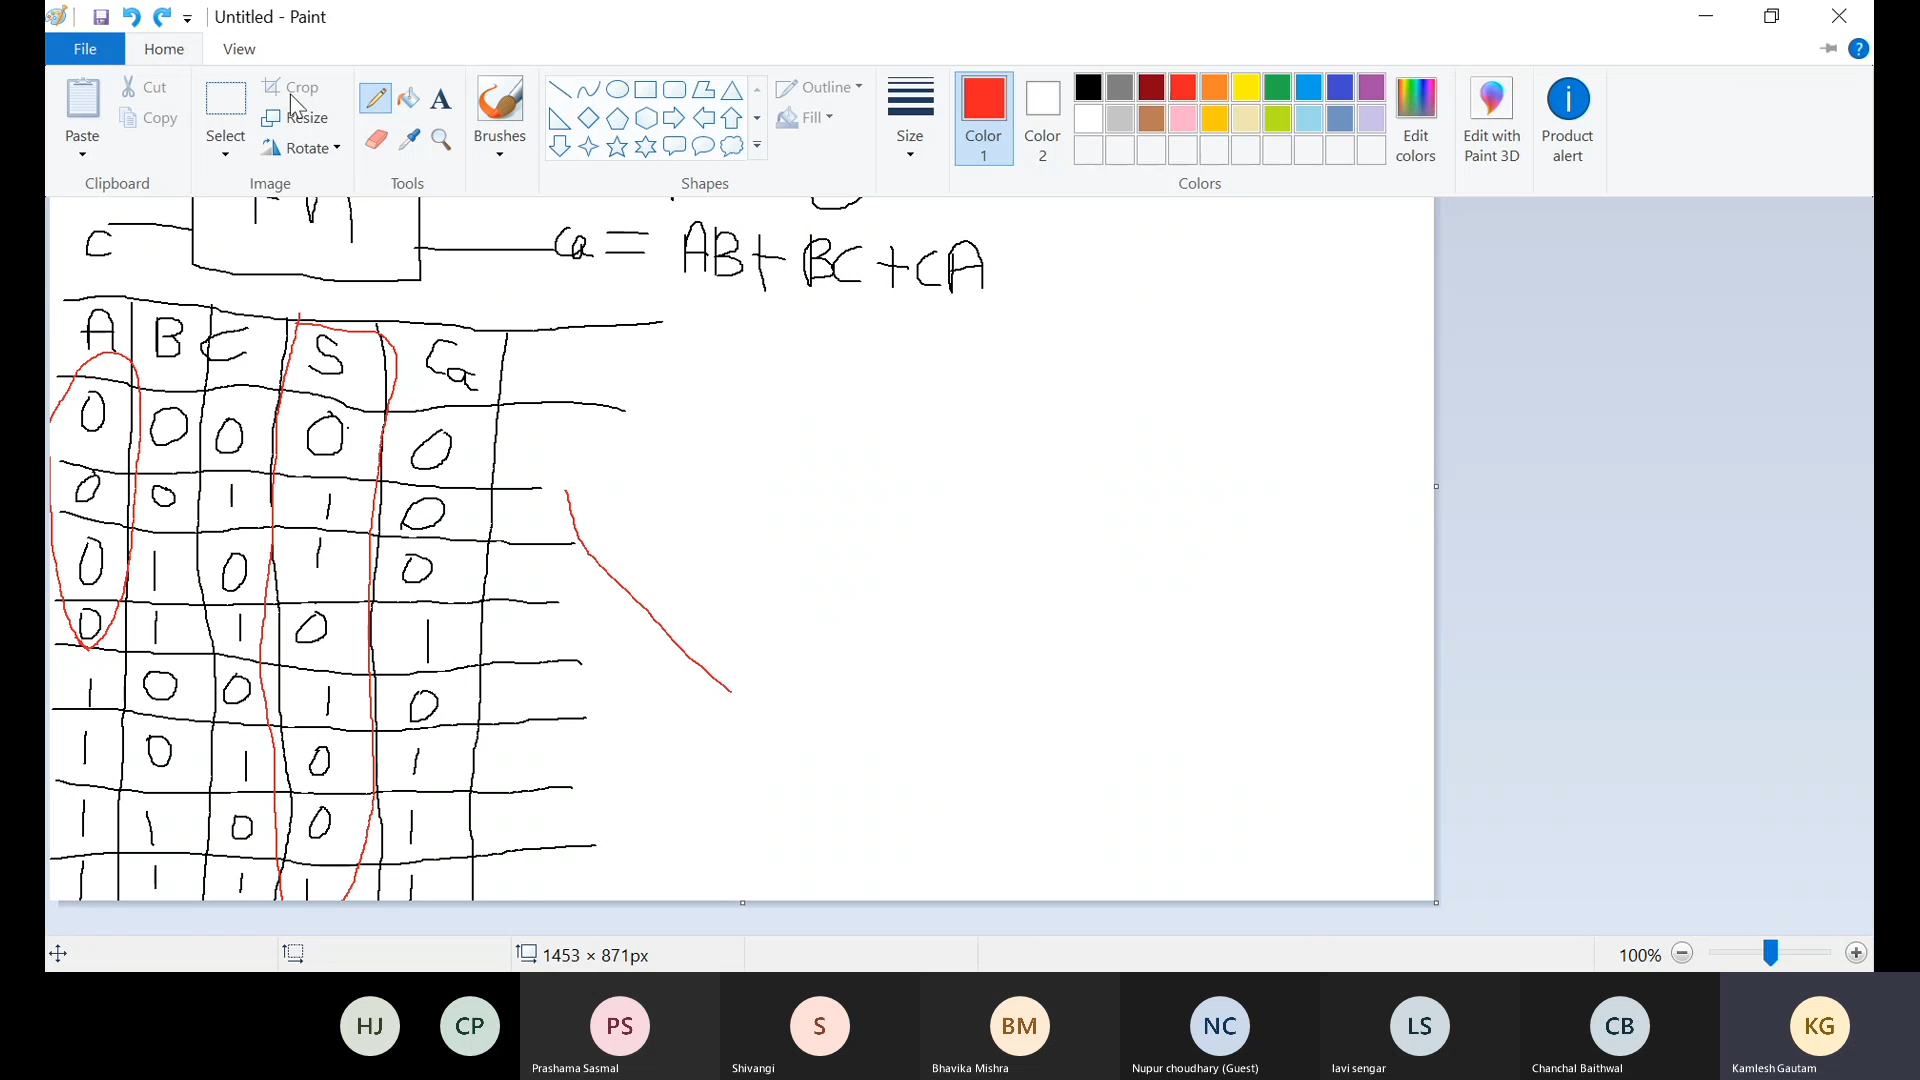 Untitled - Paint
File Home View
Cut
Copy
Paste
Clipboard
Crop
Resize
Rotate
Select
Image
Tools
Brushes
Outline
Fill
Shapes
Size
Color 1
Color 2
Edit colors
Edit with Paint 3D
Product alert
Colors
C Ca = AB+ BC+CA
A B C S Ca
0 0 0 0 0
0 0 1 1 0
0 1 0 1 0
0 1 1 0 1
1 0 0 1 0
1 0 1 0 1
1 1 0 0 1
1 1 1 1 1
1453 × 871px
100%
HJ CP PS S BM NC LS CB KG
Prashama Sasmal Shivangi Bhavika Mishra Nupur choudhary (Guest) lavi sengar Chanchal Baithwal Kamlesh Gautam